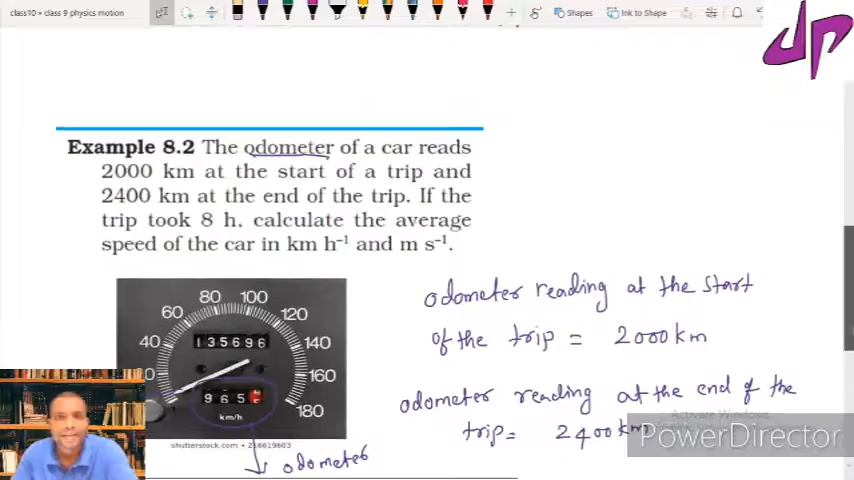 class10 » class 9 physics motion
Shapes
Ink to Shape
dp
Example 8.2 The odometer of a car reads
2000 km at the start of a trip and
2400 km at the end of the trip. If the
trip took 8 h, calculate the average
speed of the car in km h⁻¹ and m s⁻¹.
odometer reading at the start
of the trip = 2000 km
odometer reading at the end of the
trip = 2400 km
80 100
60 120
135696
40 140
160
965
km/h
180
shutterstock.com • 216619603
odometer
Activate Windows
PowerDirector